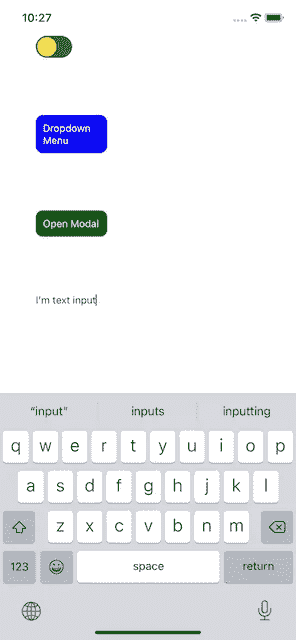 10:27
Dropdown
Menu
Open Modal
I'm text input
“input” inputs inputting
q w e r t y u i o p
a s d f g h j k l
z x c v b n m
123 space return